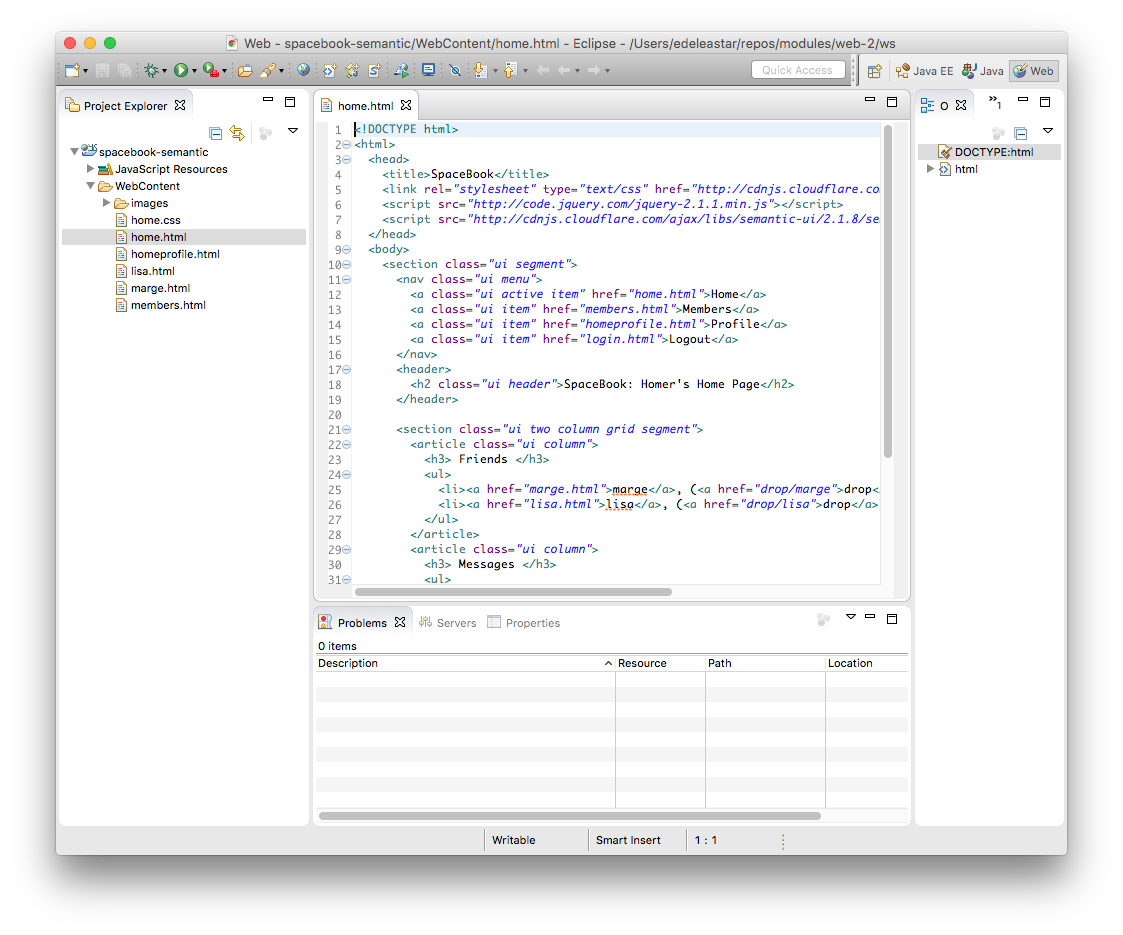 Web - spacebook-semantic/WebContent/home.html - Eclipse - /Users/edeleastar/repos/modules/web-2/ws
Quick Access
Java EE
Java
Web
Project Explorer
spacebook-semantic
JavaScript Resources
WebContent
images
home.css
home.html
homeprofile.html
lisa.html
marge.html
members.html
home.html
1 <!DOCTYPE html>
2 <html>
3 <head>
4 <title>SpaceBook</title>
5 <link rel="stylesheet" type="text/css" href="http://cdnjs.cloudflare.co
6 <script src="http://code.jquery.com/jquery-2.1.1.min.js"></script>
7 <script src="http://cdnjs.cloudflare.com/ajax/libs/semantic-ui/2.1.8/se
8 </head>
9 <body>
10 <section class="ui segment">
11 <nav class="ui menu">
12 <a class="ui active item" href="home.html">Home</a>
13 <a class="ui item" href="members.html">Members</a>
14 <a class="ui item" href="homeprofile.html">Profile</a>
15 <a class="ui item" href="login.html">Logout</a>
16 </nav>
17 <header>
18 <h2 class="ui header">SpaceBook: Homer's Home Page</h2>
19 </header>
20
21 <section class="ui two column grid segment">
22 <article class="ui column">
23 <h3> Friends </h3>
24 <ul>
25 <li><a href="marge.html">marge</a>, (<a href="drop/marge">drop<
26 <li><a href="lisa.html">lisa</a>, (<a href="drop/lisa">drop</a>
27 </ul>
28 </article>
29 <article class="ui column">
30 <h3> Messages </h3>
31 <ul>
O
»1
DOCTYPE:html
html
Problems
Servers
Properties
0 items
Description Resource Path Location
Writable
Smart Insert
1 : 1